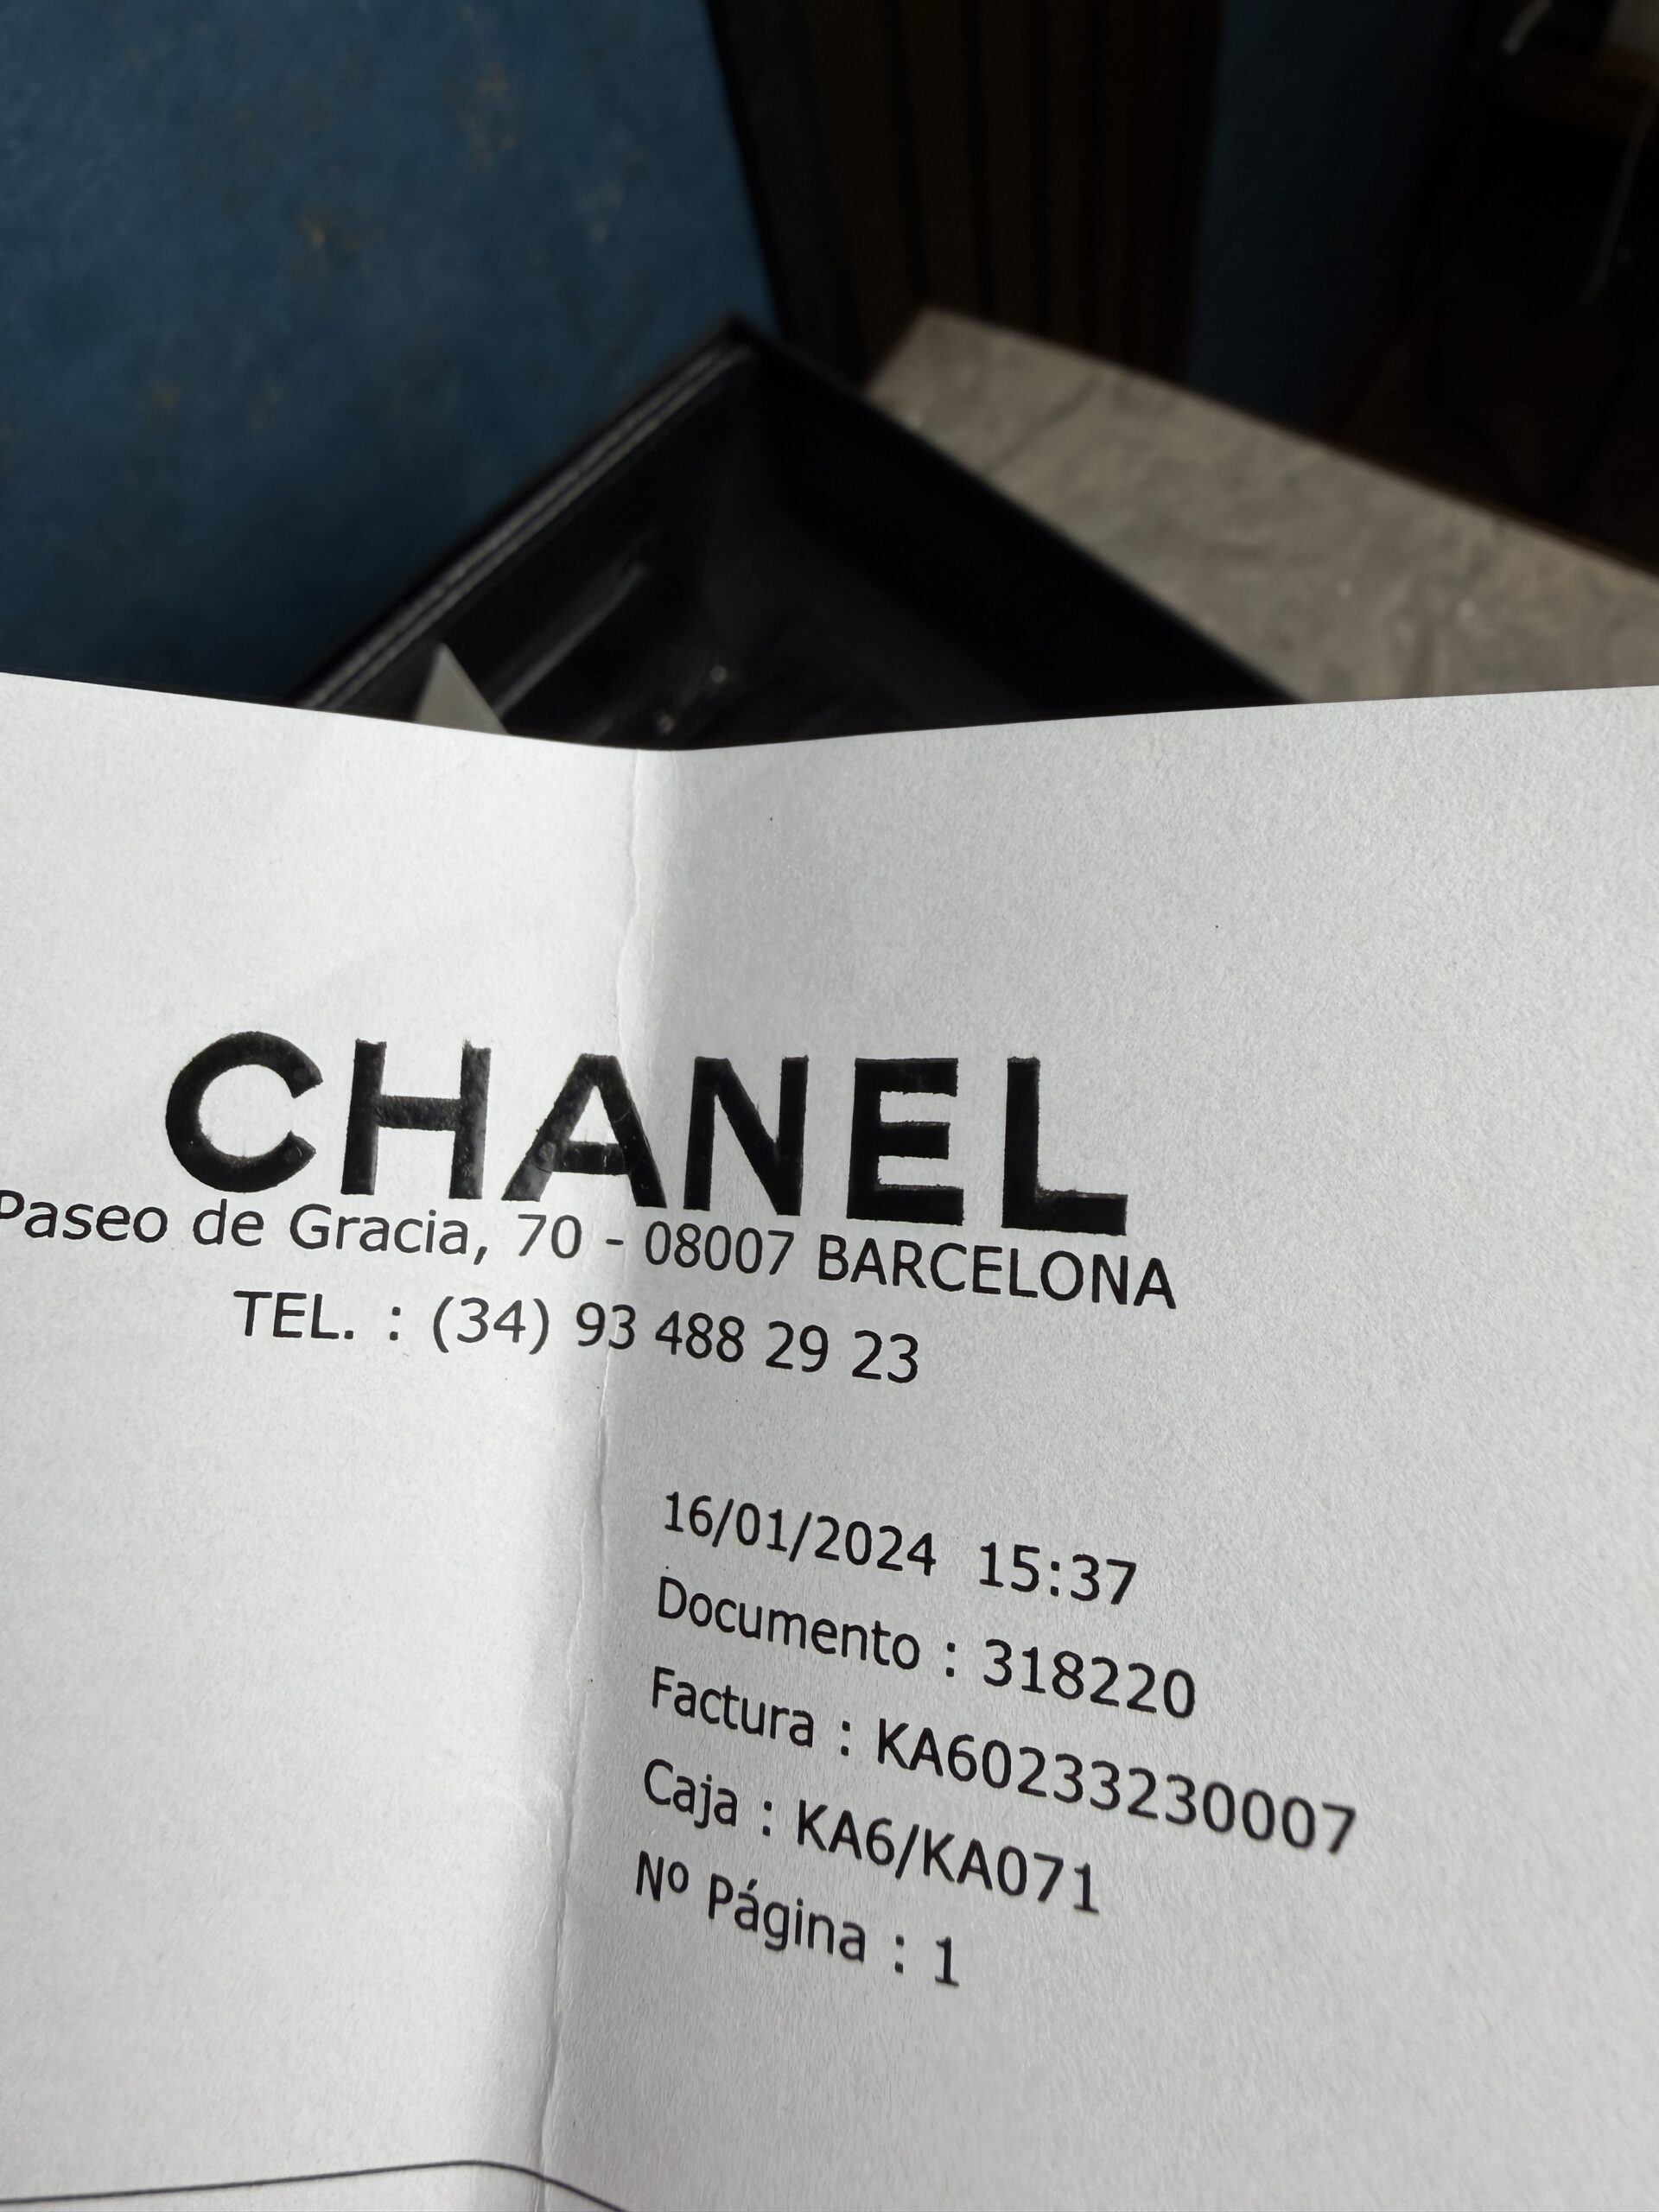 CHANEL
Paseo de Gracia, 70 - 08007 BARCELONA
TEL. : (34) 93 488 29 23
16/01/2024 15:37
Documento : 318220
Factura : KA60233230007
Caja : KA6/KA071
Nº Página : 1